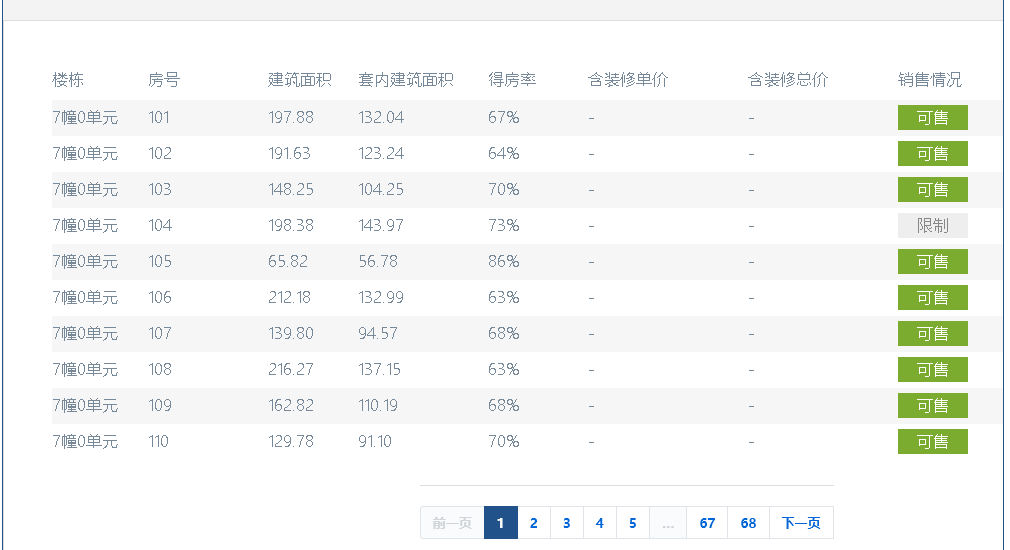 楼栋 房号 建筑面积 套内建筑面积 得房率 含装修单价 含装修总价 销售情况
7幢0单元 101 197.88 132.04 67% - - 可售
7幢0单元 102 191.63 123.24 64% - - 可售
7幢0单元 103 148.25 104.25 70% - - 可售
7幢0单元 104 198.38 143.97 73% - - 限制
7幢0单元 105 65.82 56.78 86% - - 可售
7幢0单元 106 212.18 132.99 63% - - 可售
7幢0单元 107 139.80 94.57 68% - - 可售
7幢0单元 108 216.27 137.15 63% - - 可售
7幢0单元 109 162.82 110.19 68% - - 可售
7幢0单元 110 129.78 91.10 70% - - 可售
前一页 1 2 3 4 5 ... 67 68 下一页